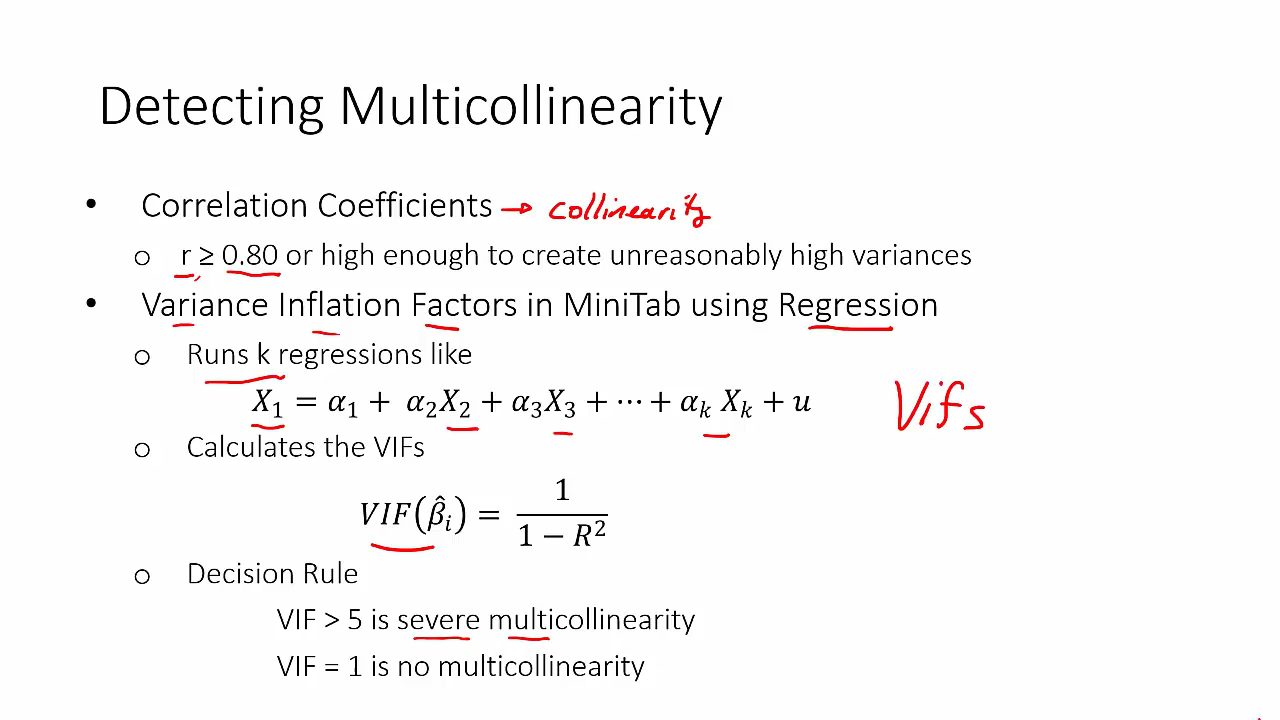 Detecting Multicollinearity
• Correlation Coefficients → collinearity
o r ≥ 0.80 or high enough to create unreasonably high variances
• Variance Inflation Factors in MiniTab using Regression
o Runs k regressions like
X₁ = α₁ + α₂X₂ + α₃X₃ + ⋯ + αₖ Xₖ + u
Vifs
o Calculates the VIFs
VIF(β̂ᵢ) = 1 / (1 − R²)
o Decision Rule
VIF > 5 is severe multicollinearity
VIF = 1 is no multicollinearity